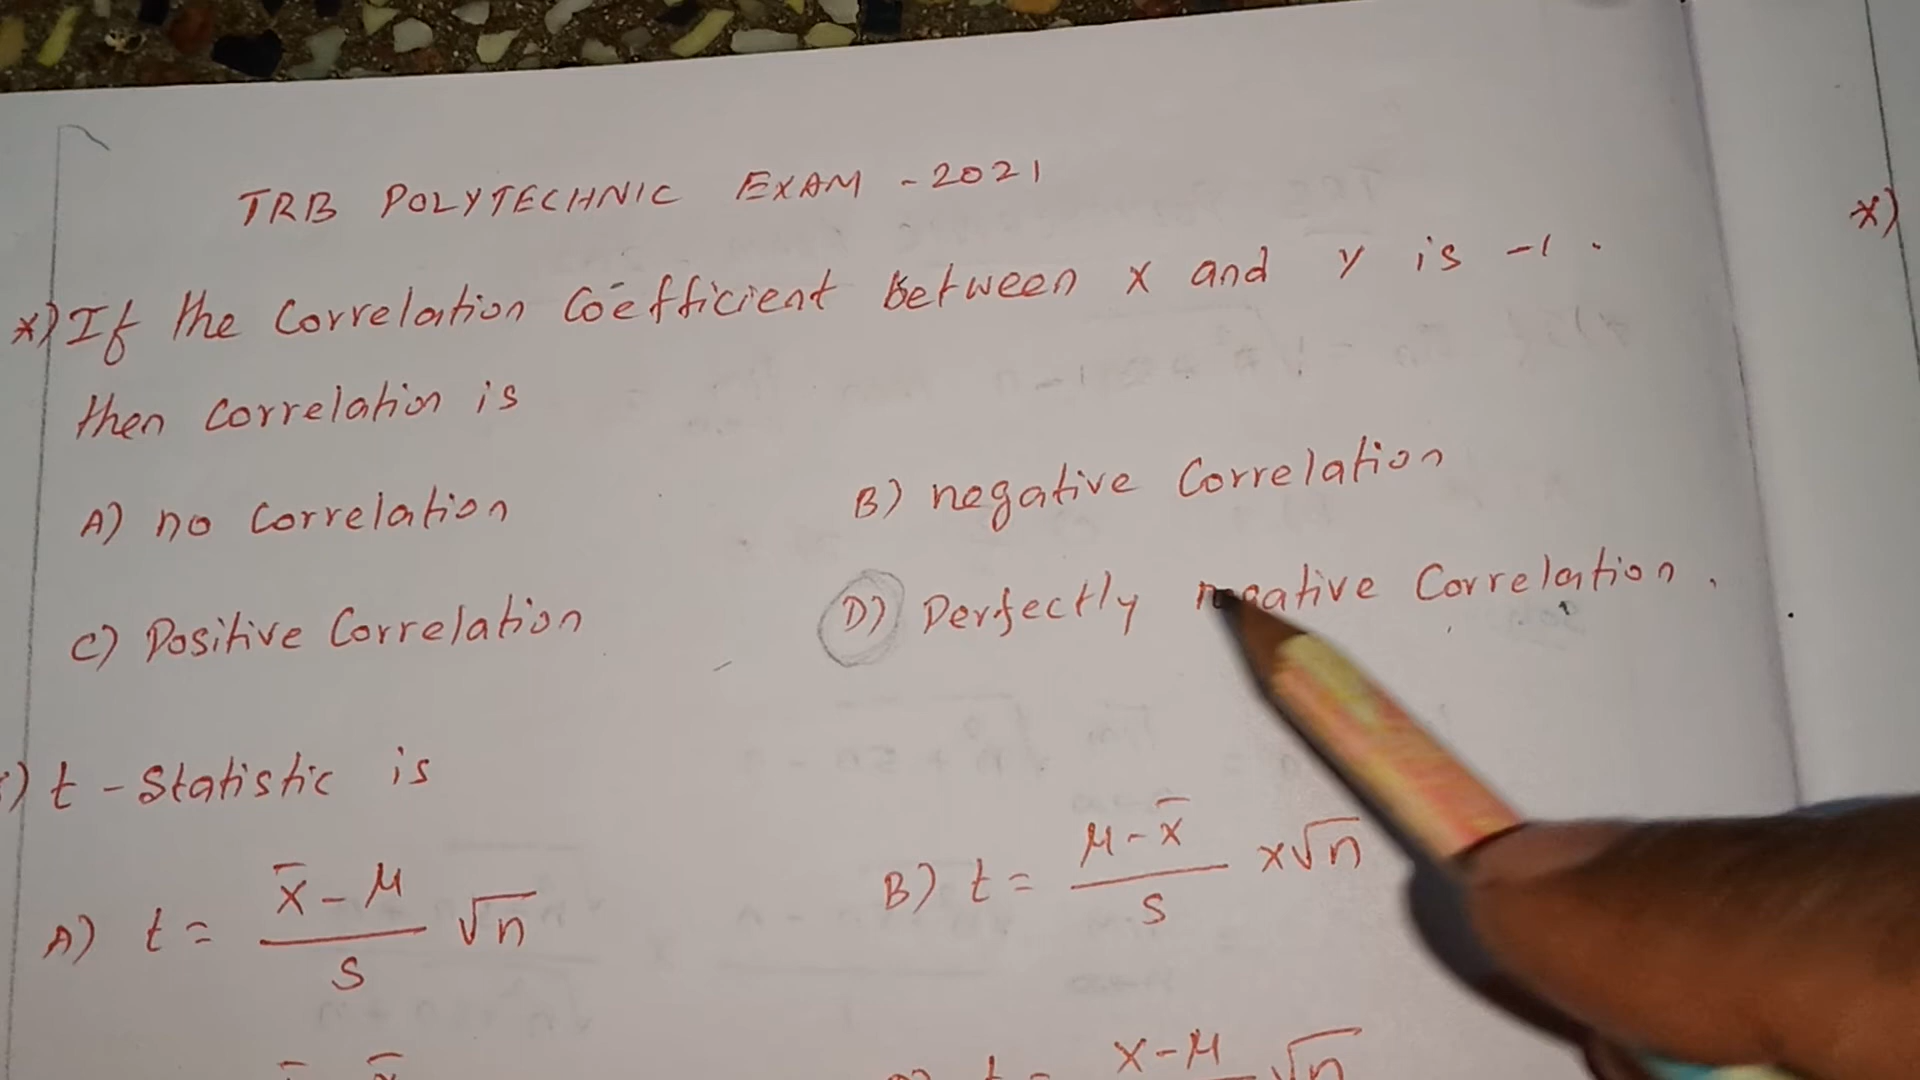 TRB POLYTECHNIC EXAM - 2021
*) If the Correlation Coefficient between x and y is -1.
then correlation is
A) no Correlation
B) negative Correlation
C) Positive Correlation
D) Perfectly negative Correlation.
) t - Statistic is
A) t = x̄ - μ / s √n
B) t = μ - x̄ / s x √n
x - μ √n
*)